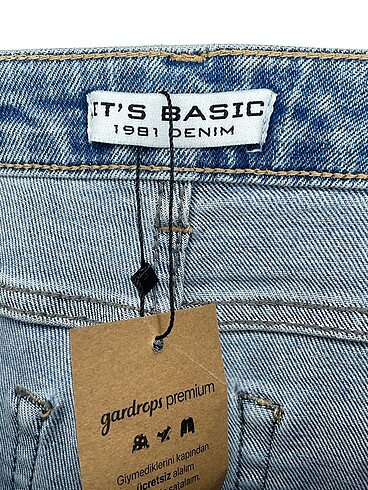 IT'S BASIC
1981 DENIM
gardrops premium
Giymediklerini kapından
ücretsiz alalım
satalım.